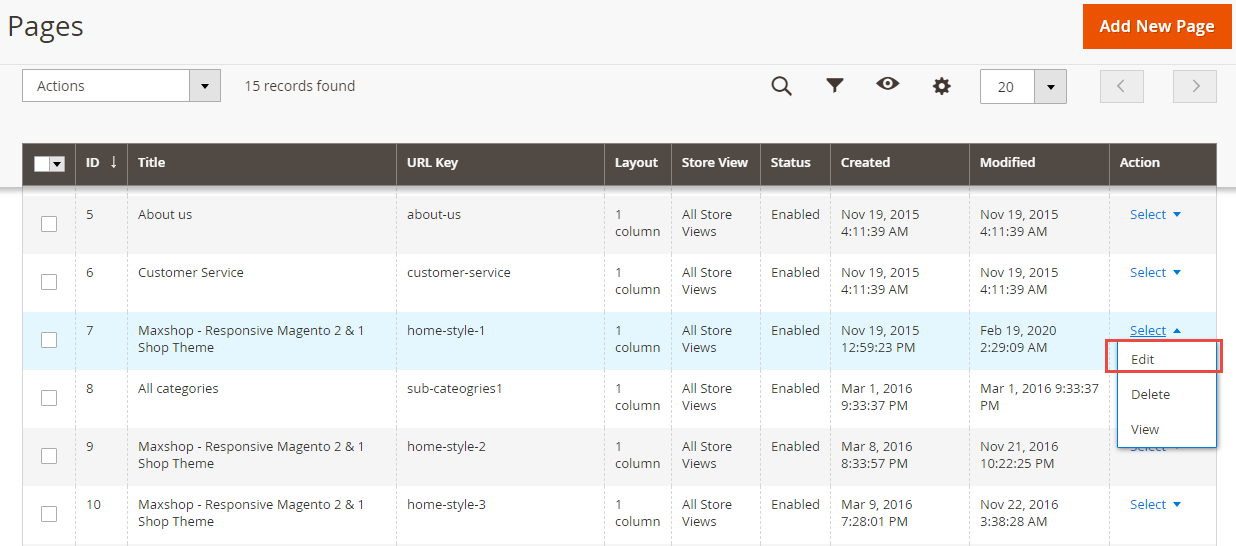 Pages
Add New Page
Actions 15 records found 20
ID ↓ Title URL Key Layout Store View Status Created Modified Action
5 About us about-us 1 All Store Enabled Nov 19, 2015 Nov 19, 2015 Select
column Views 4:11:39 AM 4:11:39 AM
6 Customer Service customer-service 1 All Store Enabled Nov 19, 2015 Nov 19, 2015 Select
column Views 4:11:39 AM 4:11:39 AM
7 Maxshop - Responsive Magento 2 & 1 home-style-1 1 All Store Enabled Nov 19, 2015 Feb 19, 2020 Select
Shop Theme column Views 12:59:23 PM 2:29:09 AM
Edit
8 All categories sub-cateogries1 1 All Store Enabled Mar 1, 2016 Mar 1, 2016 9:33:37 Delete
column Views 9:33:37 PM PM
View
9 Maxshop - Responsive Magento 2 & 1 home-style-2 1 All Store Enabled Mar 8, 2016 Nov 21, 2016 Select
Shop Theme column Views 8:33:57 PM 10:22:25 PM
10 Maxshop - Responsive Magento 2 & 1 home-style-3 1 All Store Enabled Mar 9, 2016 Nov 22, 2016 Select
Shop Theme column Views 7:28:01 PM 3:38:28 AM